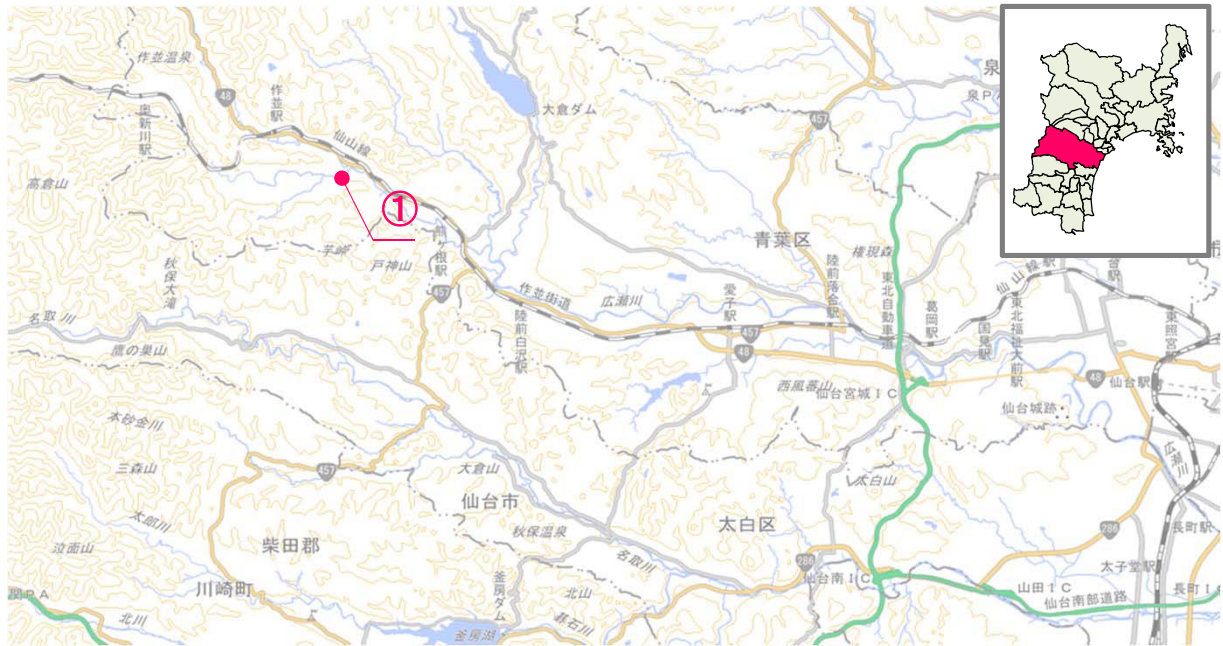 作並温泉
48
作並駅
奥新川駅
仙山線
大倉ダム
457
泉
泉P
高倉山
①
芋峠
戸神山
熊ヶ根駅
457
秋保大滝
名取川
鷹の巣山
作並街道
広瀬川
陸前白沢駅
愛子駅
陸前落合駅
457
48
青葉区
権現森
東北自動車道
葛岡駅
国見駅
仙山線
東北福祉大前駅
台駅
東照宮駅
市
西風蕃山
仙台宮城IC
48
仙台駅
仙台城跡
広瀬川
本砂金川
三森山
太郎川
泣面山
457
大倉山
仙台市
秋保温泉
名取川
太白山
太白区
286
長町駅
柴田郡
川崎町
関PA
北川
釜房ダム
釜房湖
北山
碁石川
286
仙台南IC
山田IC
仙台南部道路
太子堂駅
長町I